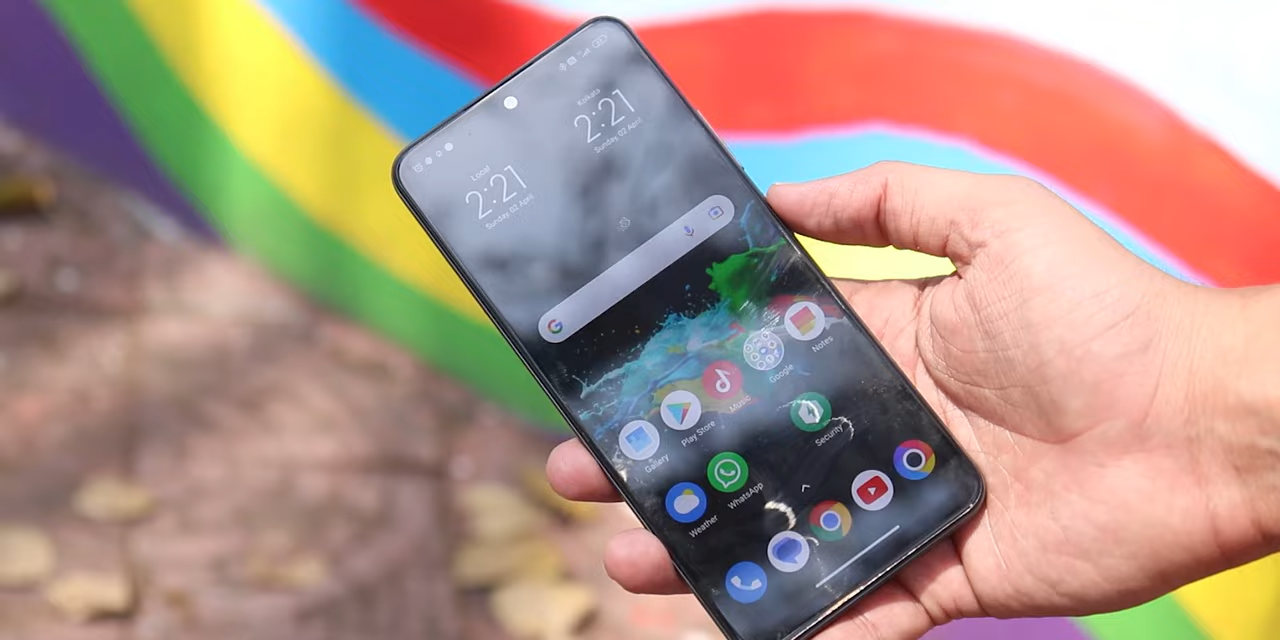 Local
2:21
Sunday, 02 April
Kolkata
2:21
Sunday, 02 April
Gallery
Play Store
Music
Google
Notes
Weather
WhatsApp
Security